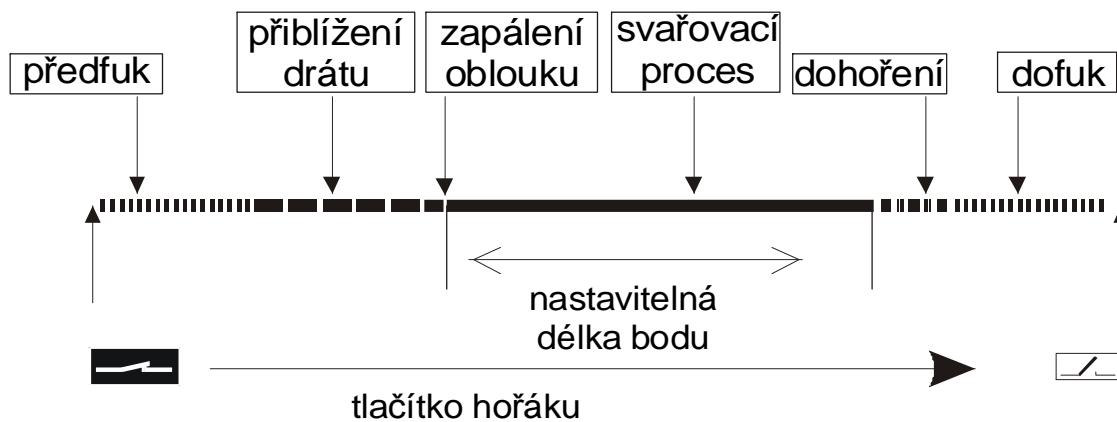 předfuk
přiblížení
drátu
zapálení
oblouku
svařovací
proces
dohoření
dofuk
nastavitelná
délka bodu
tlačítko hořáku